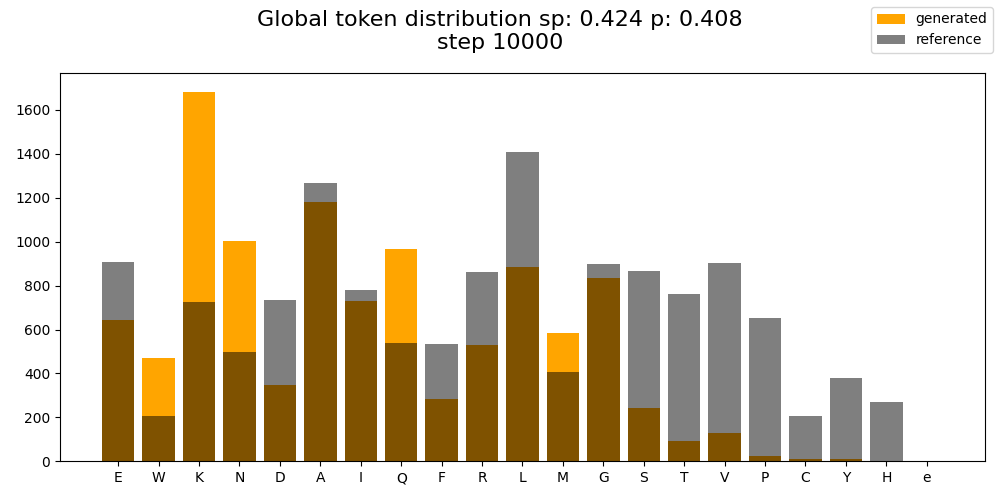 Global token distribution sp: 0.424 p: 0.408
step 10000
generated
reference
1600
1400
1200
1000
800
600
400
200
0
E W K N D A I Q F R L M G S T V P C Y H e